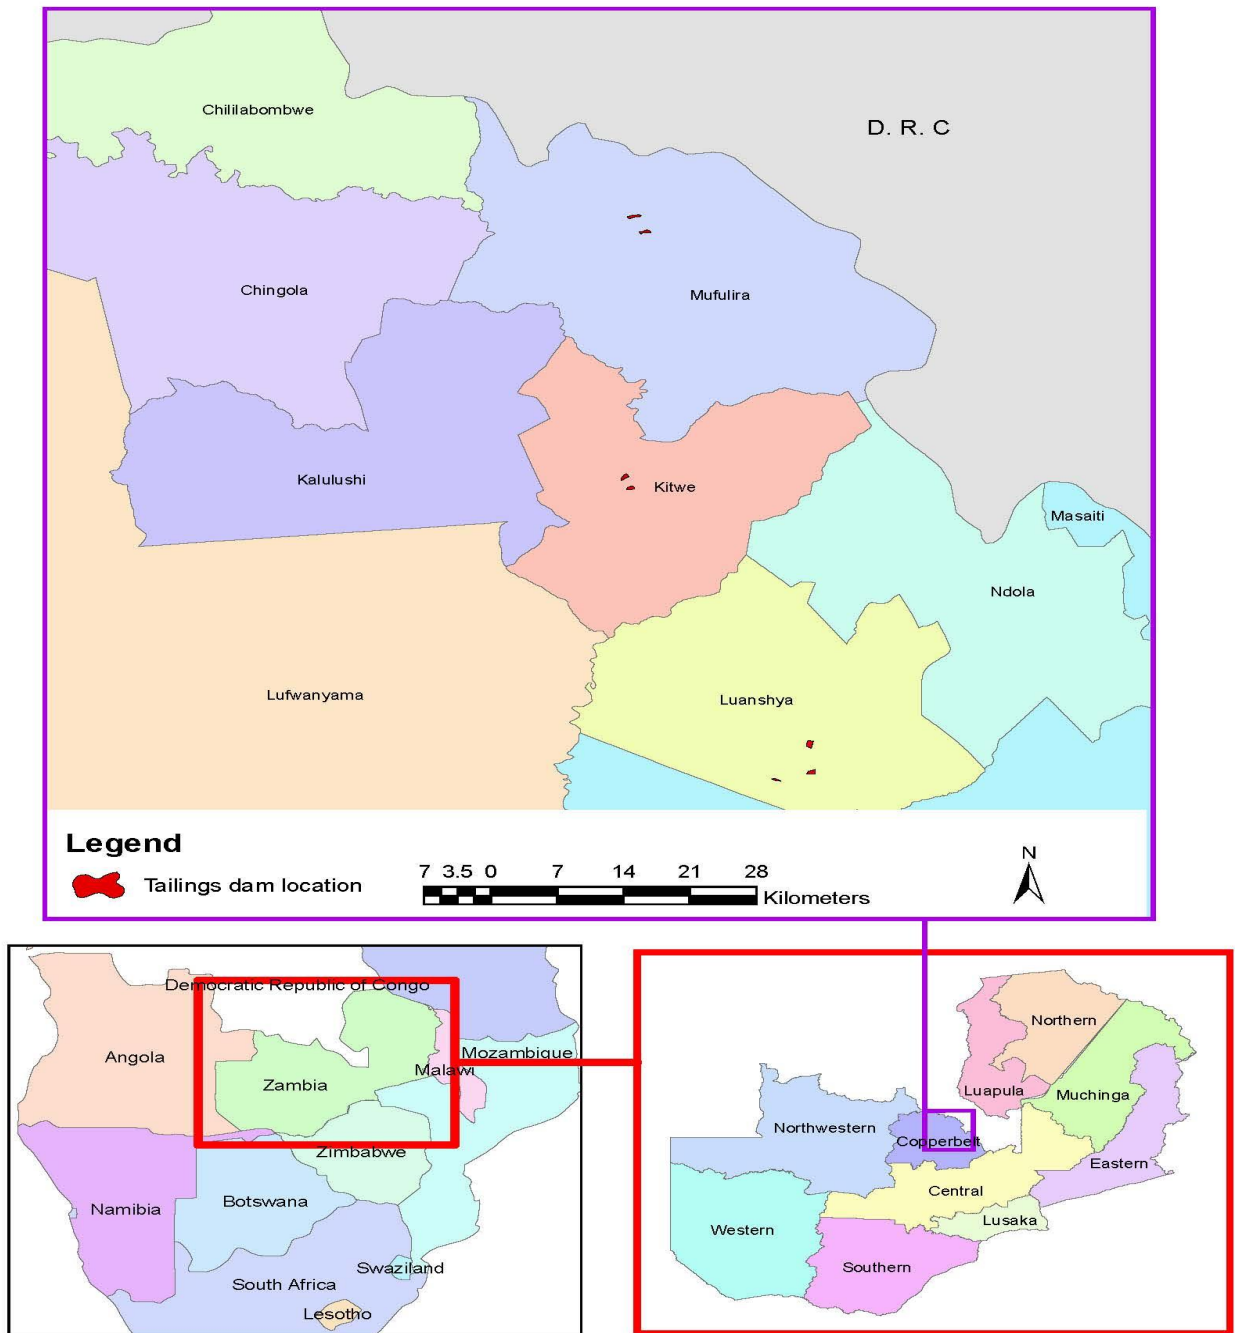 D. R. C
Chililabombwe
Chingola
Mufulira
Kalulushi
Kitwe
Masaiti
Ndola
Lufwanyama
Luanshya
Legend
Tailings dam location
7 3.5 0 7 14 21 28
Kilometers
N
Democratic Republic of Congo
Angola
Zambia
Mozambique
Malawi
Zimbabwe
Namibia
Botswana
Swaziland
South Africa
Lesotho
Northern
Luapula
Muchinga
Northwestern
Copperbelt
Eastern
Central
Lusaka
Western
Southern